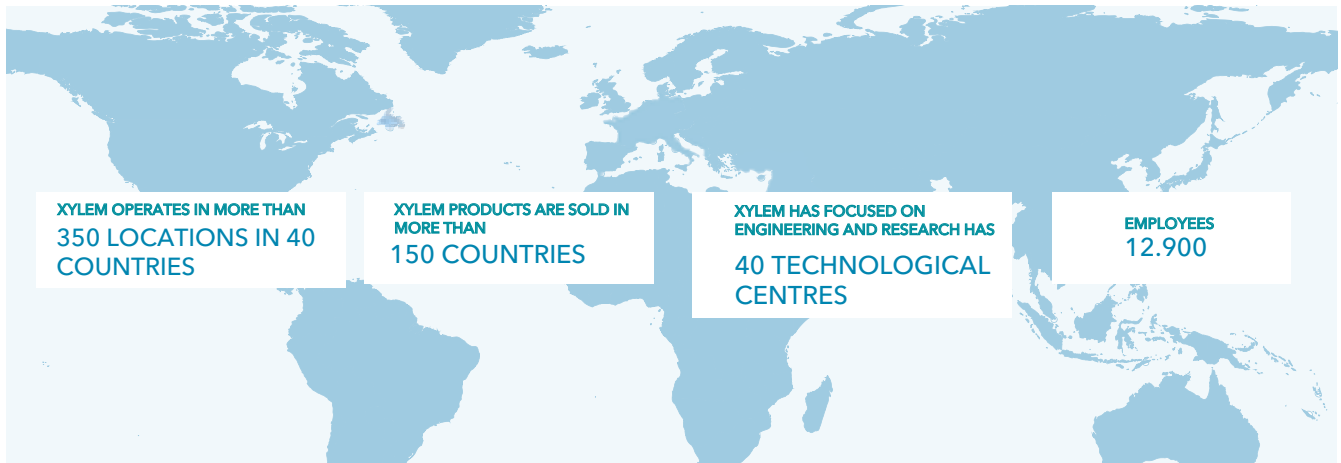 XYLEM OPERATES IN MORE THAN
350 LOCATIONS IN 40
COUNTRIES
XYLEM PRODUCTS ARE SOLD IN
MORE THAN
150 COUNTRIES
XYLEM HAS FOCUSED ON
ENGINEERING AND RESEARCH HAS
40 TECHNOLOGICAL
CENTRES
EMPLOYEES
12.900